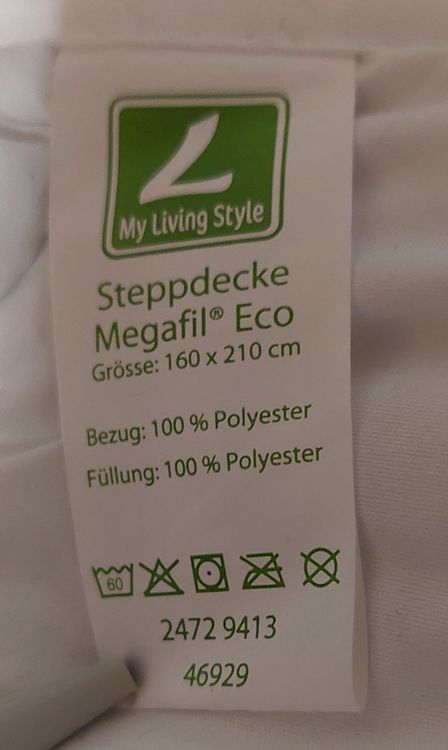 My Living Style
Steppdecke
Megafil® Eco
Grösse: 160 x 210 cm
Bezug: 100 % Polyester
Füllung: 100 % Polyester
60
2472 9413
46929